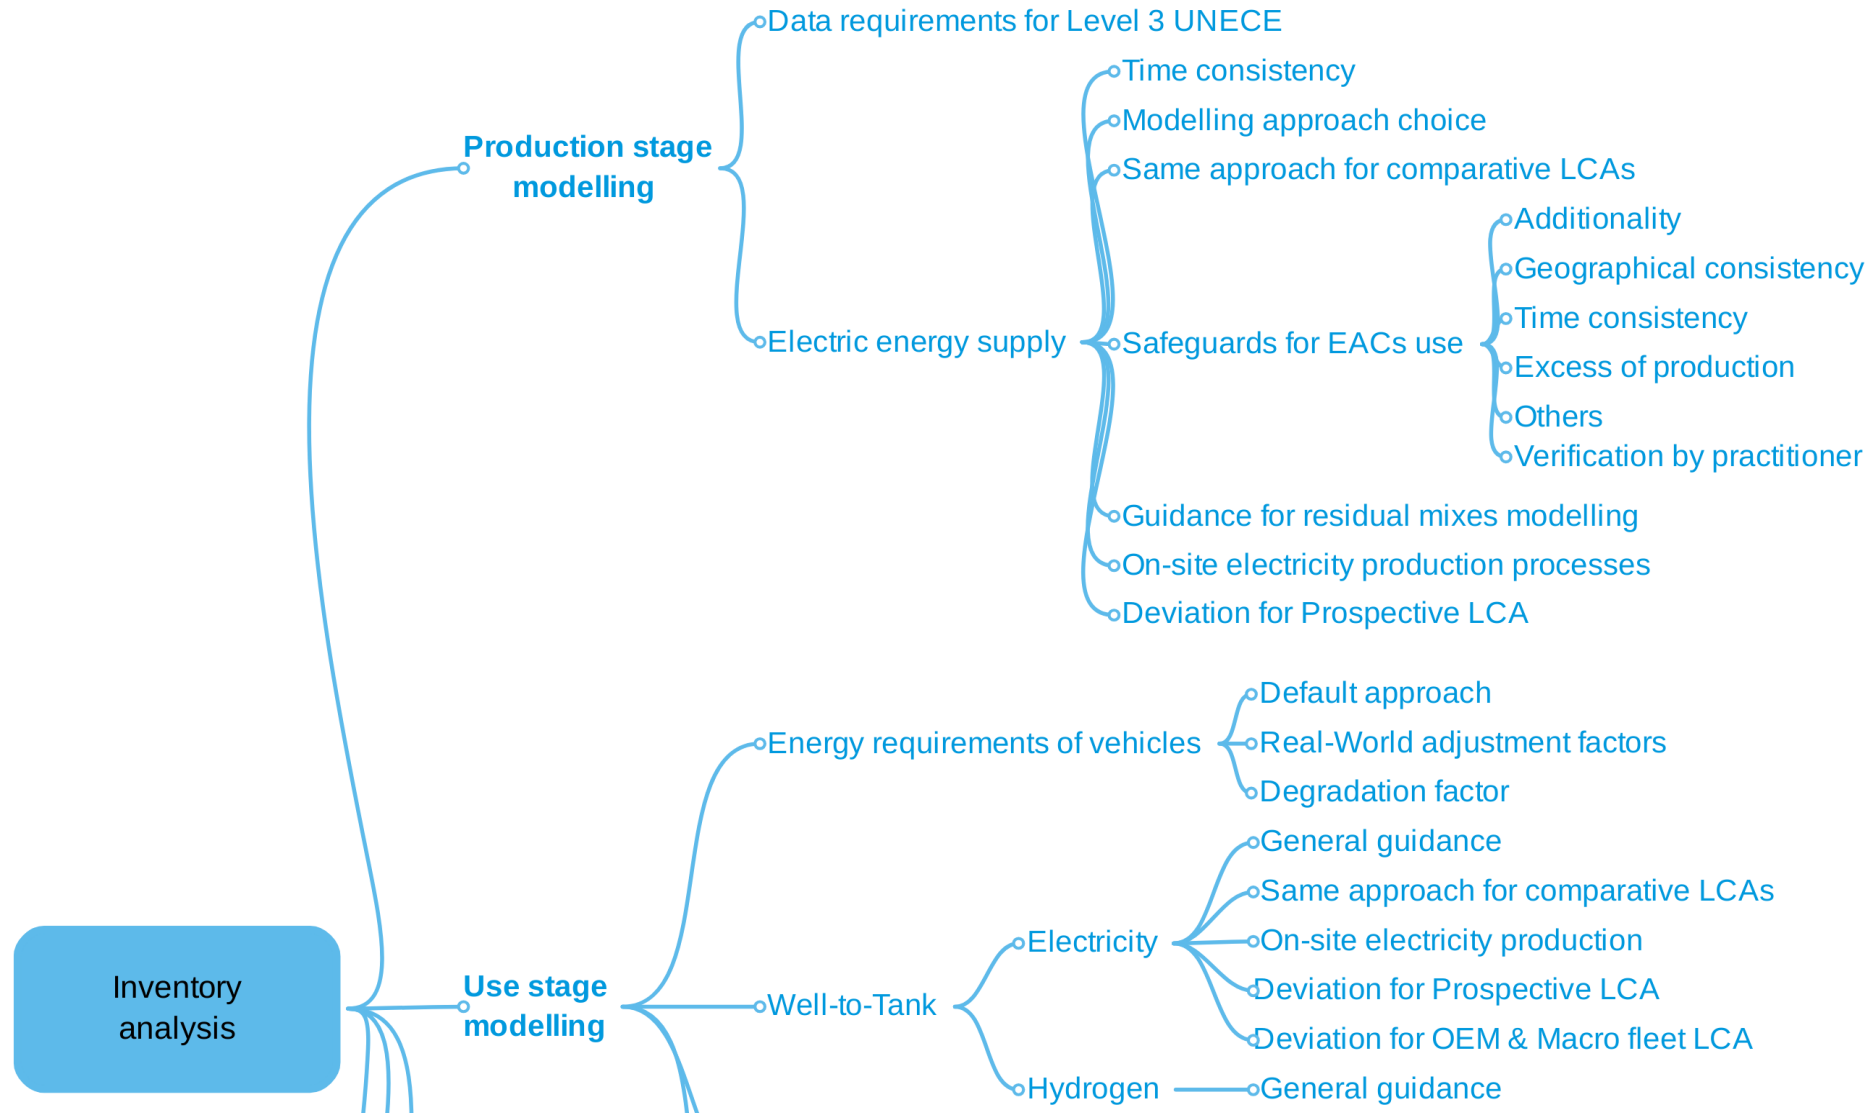 Data requirements for Level 3 UNECE
Time consistency
Modelling approach choice
Production stage
modelling
Same approach for comparative LCAs
Additionality
Geographical consistency
Time consistency
Electric energy supply
Safeguards for EACs use
Excess of production
Others
Verification by practitioner
Guidance for residual mixes modelling
On-site electricity production processes
Deviation for Prospective LCA
Default approach
Energy requirements of vehicles
Real-World adjustment factors
Degradation factor
General guidance
Same approach for comparative LCAs
Electricity
On-site electricity production
Inventory
analysis
Use stage
modelling
Well-to-Tank
Deviation for Prospective LCA
Deviation for OEM & Macro fleet LCA
Hydrogen
General guidance